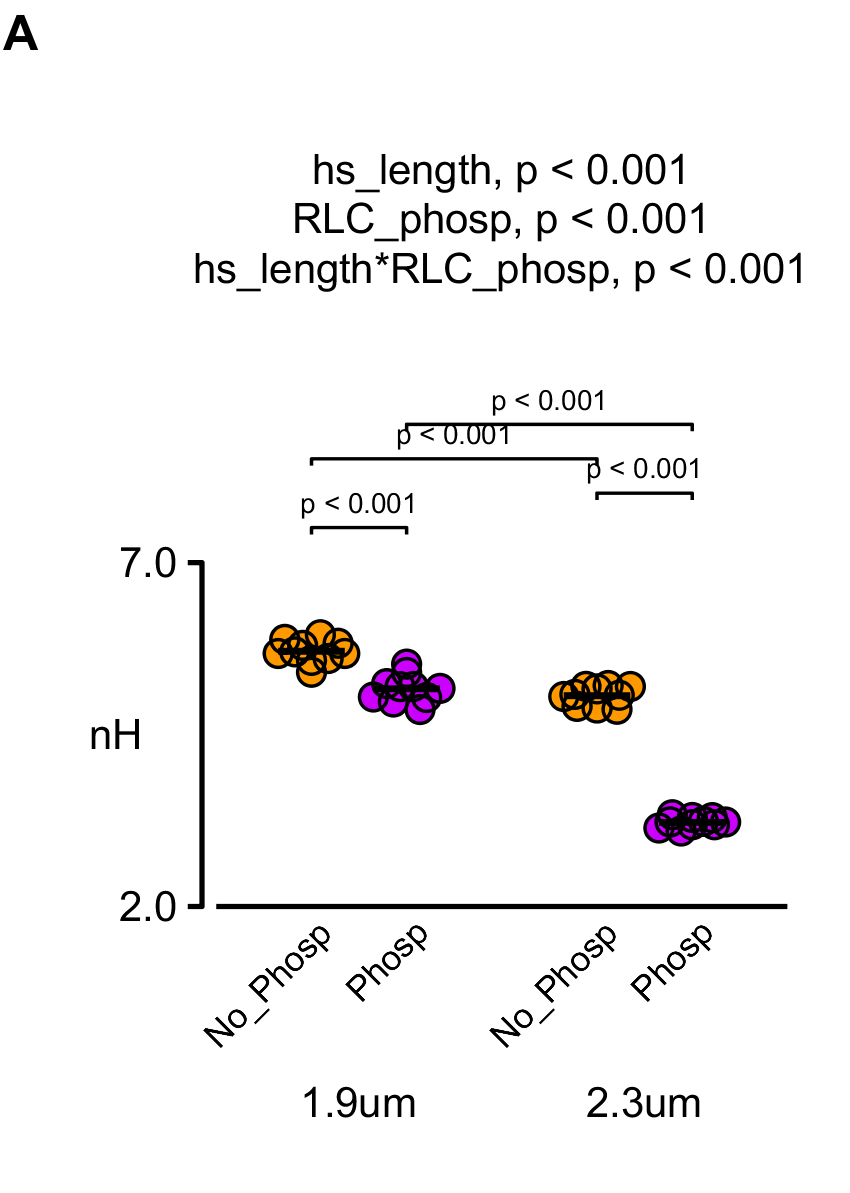 A
hs_length, p < 0.001
RLC_phosp, p < 0.001
hs_length*RLC_phosp, p < 0.001
p < 0.001
p < 0.001
p < 0.001
p < 0.001
7.0
nH
2.0
No_Phosp
Phosp
No_Phosp
Phosp
1.9um
2.3um